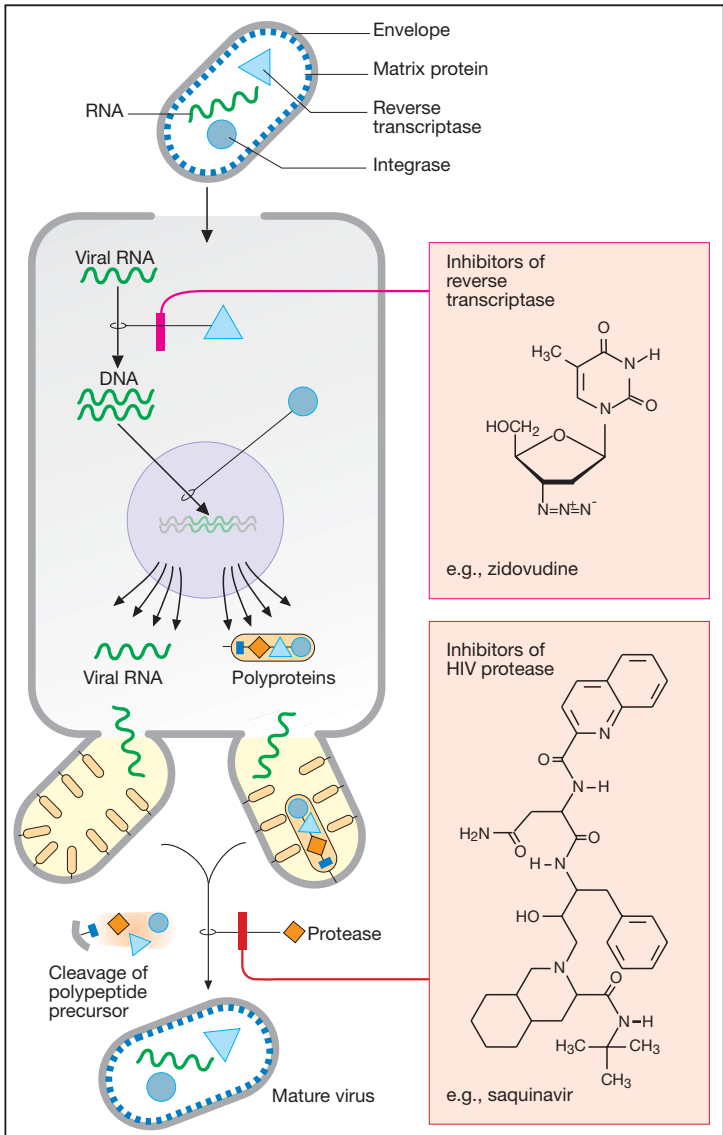 Envelope
Matrix protein
RNA
Reverse
transcriptase
Integrase
Viral RNA
DNA
Viral RNA
Polyproteins
Protease
Cleavage of
polypeptide
precursor
Mature virus
Inhibitors of
reverse
transcriptase
O
H₃C
N
H
N
O
HOCH₂
O
N=N=N
+ -
e.g., zidovudine
Inhibitors of
HIV protease
N
O
N–H
H₂N
O
O
H–N
HO
N
O
N–H
H₃C
CH₃
CH₃
e.g., saquinavir